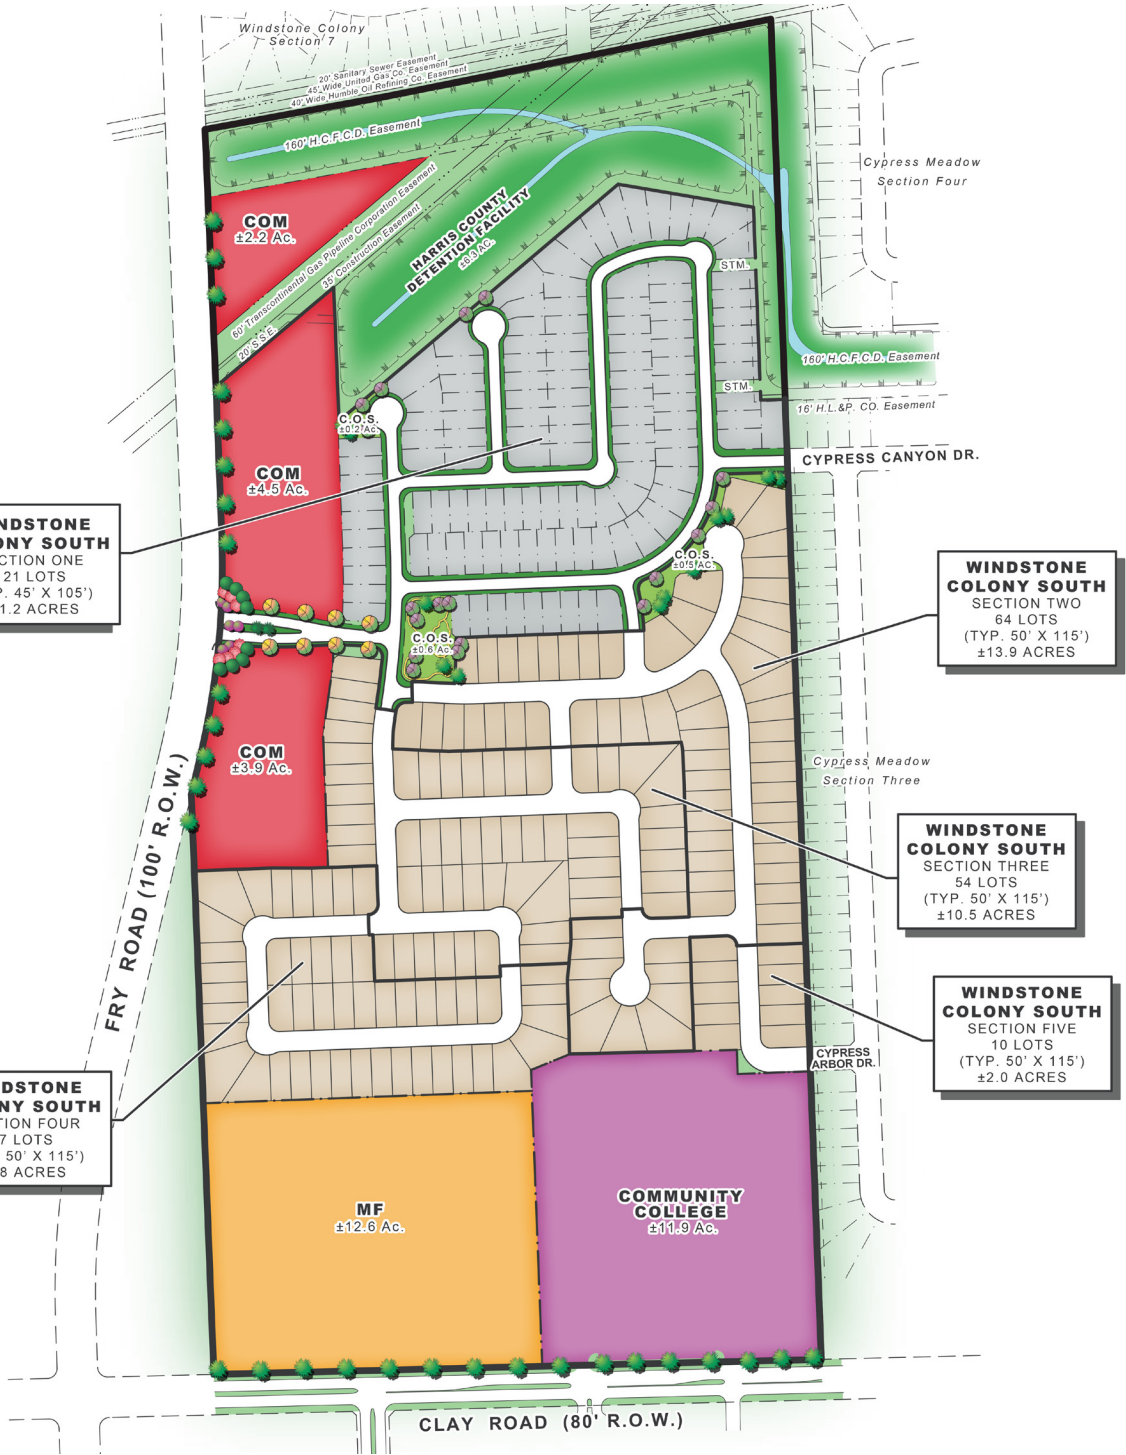 Windstone Colony
Section 7
20' Sanitary Sewer Easement
45' Wide United Gas Co. Easement
40' Wide Humble Oil Refining Co. Easement
160' H.C.F.C.D. Easement
Cypress Meadow
Section Four
COM
±2.2 Ac.
60' Transcontinental Gas Pipeline Corporation Easement
35' Construction Easement
20' S.S.E.
HARRIS COUNTY
DETENTION FACILITY
±6.3 AC.
STM.
160' H.C.F.C.D. Easement
STM.
16' H.L.&P. CO. Easement
C.O.S.
±0.2 Ac.
CYPRESS CANYON DR.
COM
±4.5 Ac.
NDSTONE
ONY SOUTH
CTION ONE
21 LOTS
P. 45' X 105')
1.2 ACRES
C.O.S.
±0.5 AC.
WINDSTONE
COLONY SOUTH
SECTION TWO
64 LOTS
(TYP. 50' X 115')
±13.9 ACRES
C.O.S.
±0.6 Ac.
COM
±3.9 Ac.
Cypress Meadow
Section Three
FRY ROAD (100' R.O.W.)
WINDSTONE
COLONY SOUTH
SECTION THREE
54 LOTS
(TYP. 50' X 115')
±10.5 ACRES
WINDSTONE
COLONY SOUTH
SECTION FIVE
10 LOTS
(TYP. 50' X 115')
±2.0 ACRES
CYPRESS
ARBOR DR.
DSTONE
NY SOUTH
TION FOUR
7 LOTS
50' X 115')
8 ACRES
MF
±12.6 Ac.
COMMUNITY
COLLEGE
±11.9 Ac.
CLAY ROAD (80' R.O.W.)